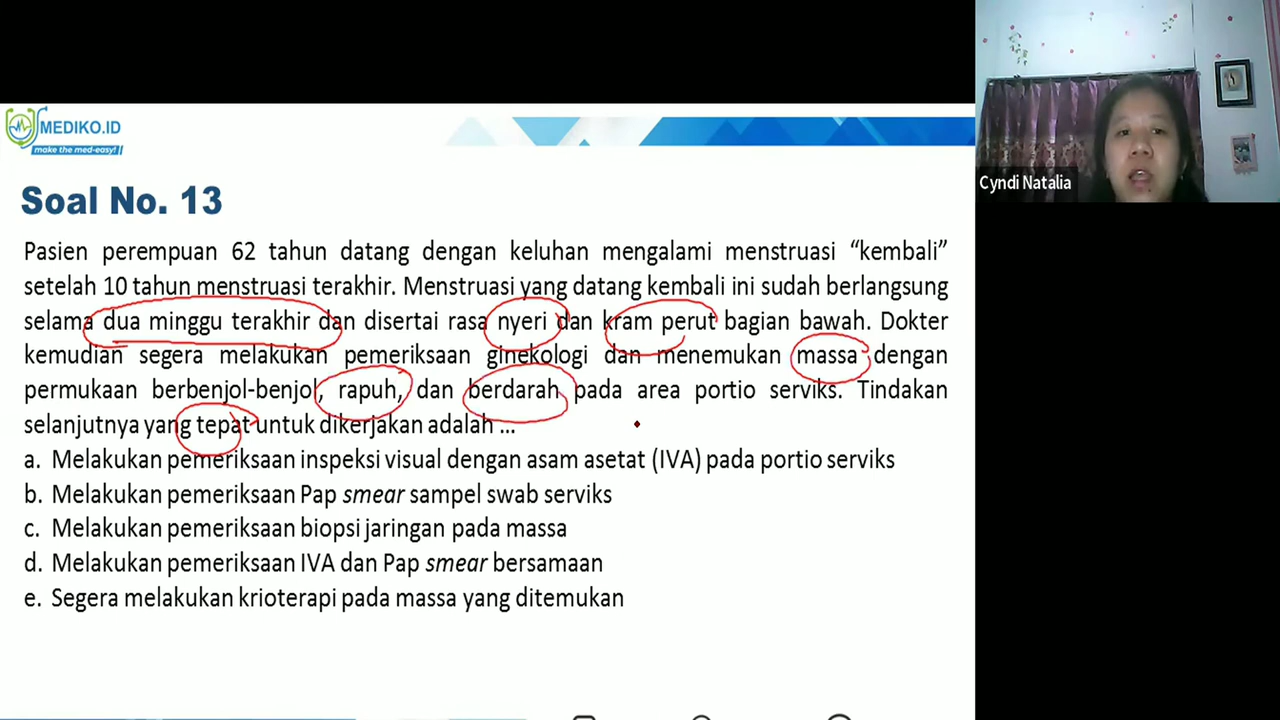 MEDIKO.ID
make the med-easy!
Cyndi Natalia
Soal No. 13
Pasien perempuan 62 tahun datang dengan keluhan mengalami menstruasi “kembali”
setelah 10 tahun menstruasi terakhir. Menstruasi yang datang kembali ini sudah berlangsung
selama dua minggu terakhir dan disertai rasa nyeri dan kram perut bagian bawah. Dokter
kemudian segera melakukan pemeriksaan ginekologi dan menemukan massa dengan
permukaan berbenjol-benjol, rapuh, dan berdarah pada area portio serviks. Tindakan
selanjutnya yang tepat untuk dikerjakan adalah ...
a. Melakukan pemeriksaan inspeksi visual dengan asam asetat (IVA) pada portio serviks
b. Melakukan pemeriksaan Pap smear sampel swab serviks
c. Melakukan pemeriksaan biopsi jaringan pada massa
d. Melakukan pemeriksaan IVA dan Pap smear bersamaan
e. Segera melakukan krioterapi pada massa yang ditemukan